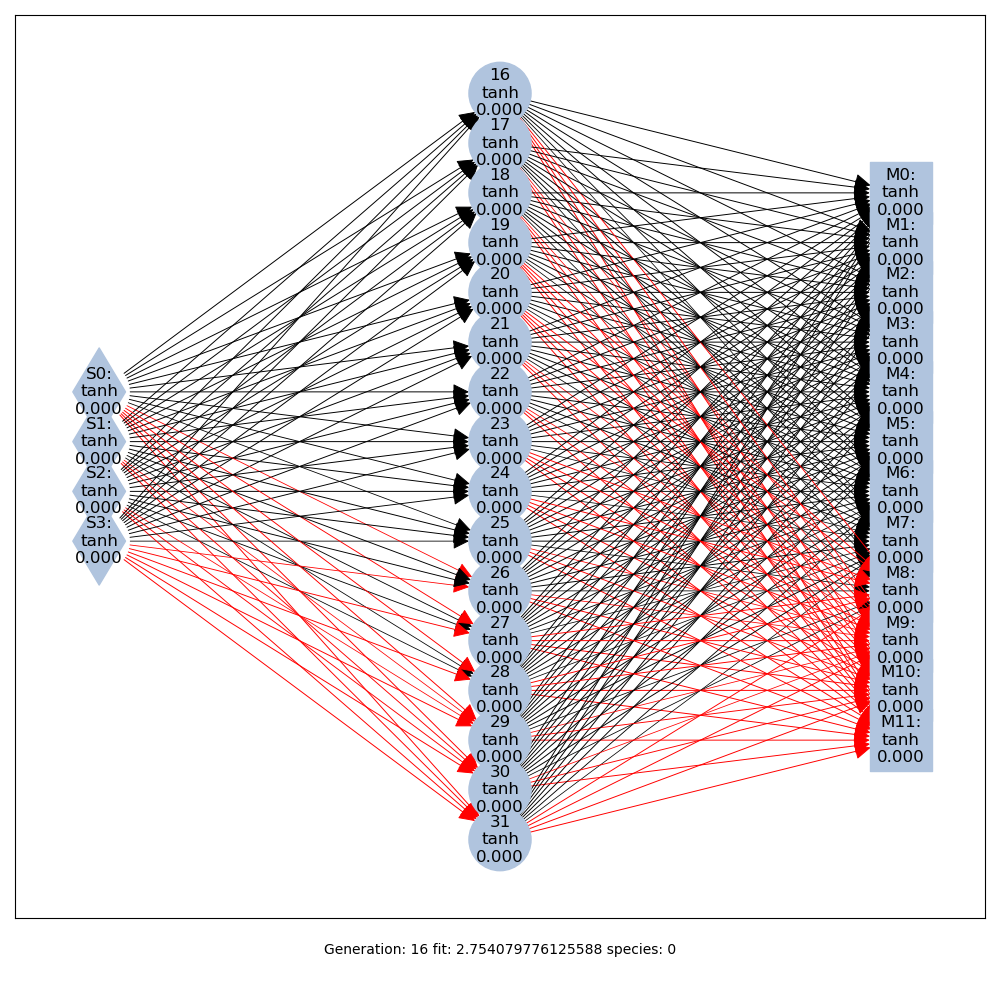 S0:
tanh
0.000
S1:
tanh
0.000
S2:
tanh
0.000
S3:
tanh
0.000
16
tanh
0.000
17
tanh
0.000
18
tanh
0.000
19
tanh
0.000
20
tanh
0.000
21
tanh
0.000
22
tanh
0.000
23
tanh
0.000
24
tanh
0.000
25
tanh
0.000
26
tanh
0.000
27
tanh
0.000
28
tanh
0.000
29
tanh
0.000
30
tanh
0.000
31
tanh
0.000
M0:
tanh
0.000
M1:
tanh
0.000
M2:
tanh
0.000
M3:
tanh
0.000
M4:
tanh
0.000
M5:
tanh
0.000
M6:
tanh
0.000
M7:
tanh
0.000
M8:
tanh
0.000
M9:
tanh
0.000
M10:
tanh
0.000
M11:
tanh
0.000
Generation: 16 fit: 2.754079776125588 species: 0